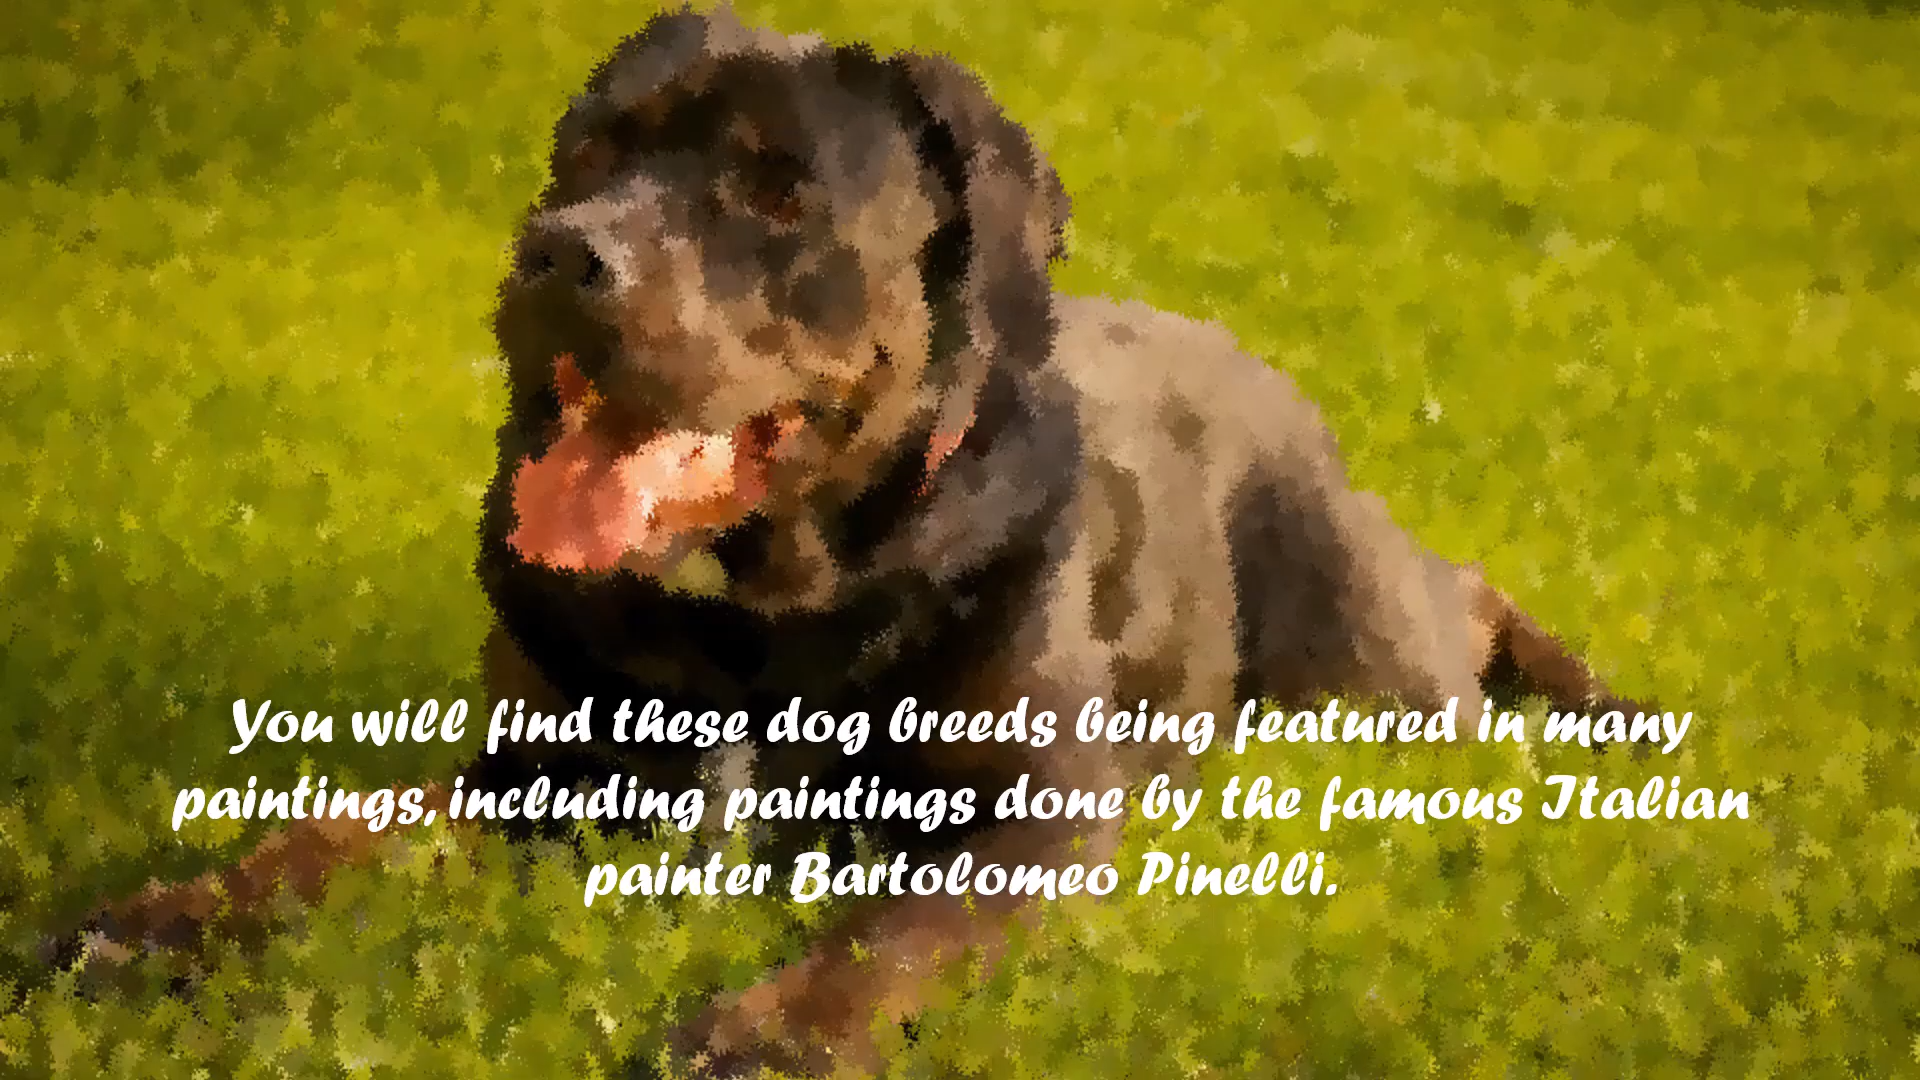 You will find these dog breeds being featured in many
paintings, including paintings done by the famous Italian
painter Bartolomeo Pinelli.